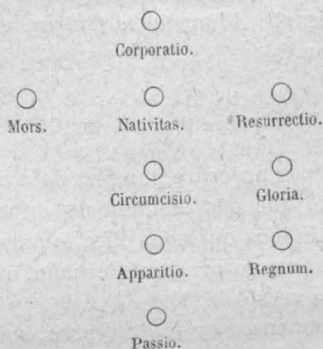 Corporatio.
Mors. Nativitas. Resurrectio.
Circumcisio. Gloria.
Apparitio. Regnum.
Passio.